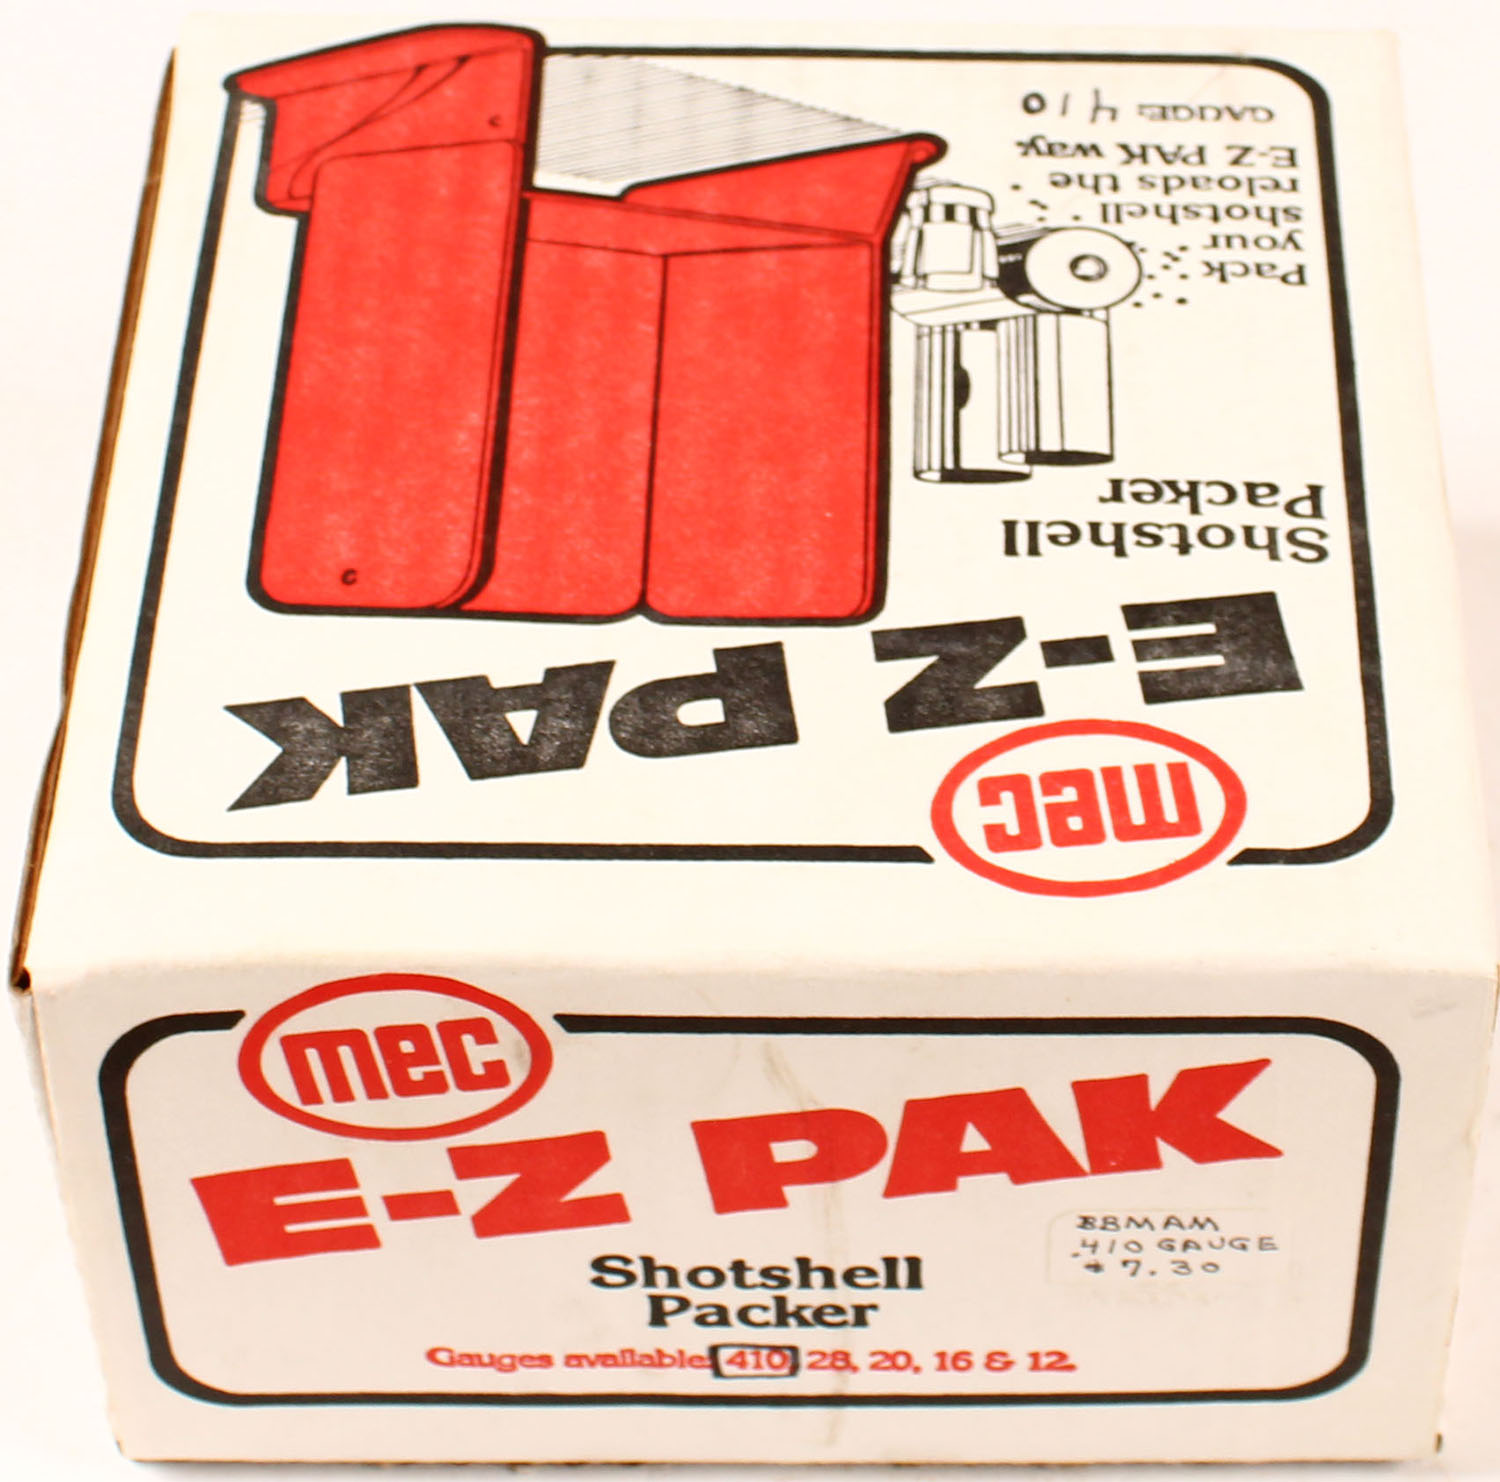 mec
E-Z PAK
Shotshell
Packer
Pack
your
shotshell
reloads the
E-Z PAK way.
GAUGE: 410
mec
E-Z PAK
Shotshell
Packer
BBMAM
.410 GAUGE
$7.30
Gauges available: 410, 28, 20, 16 & 12.